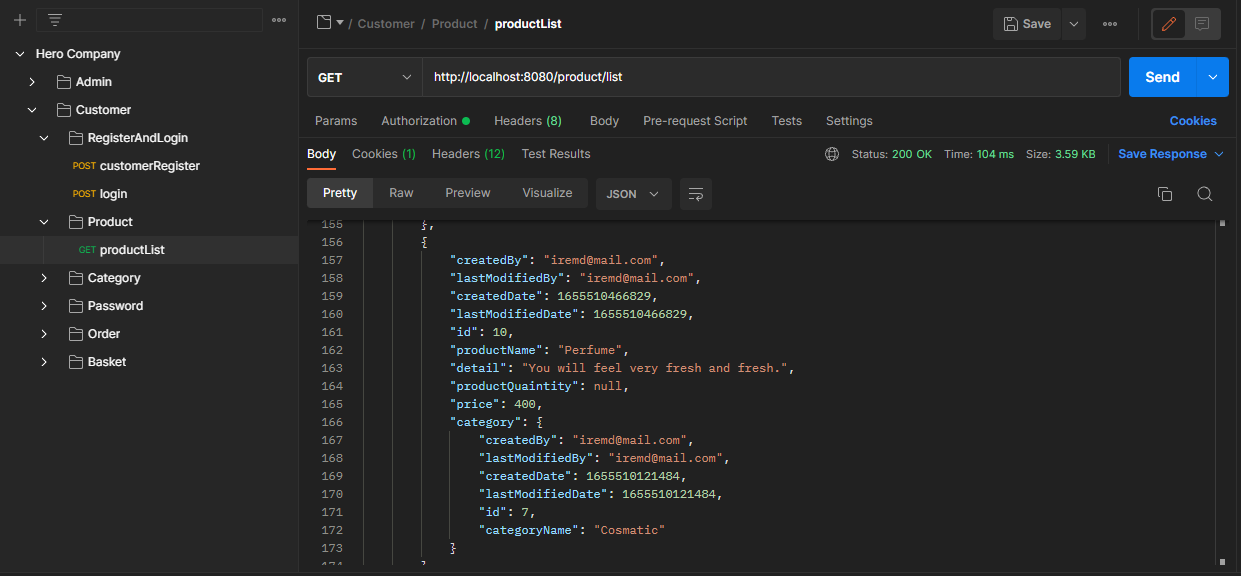 Hero Company
Admin
Customer
RegisterAndLogin
POST customerRegister
POST login
Product
GET productList
Category
Password
Order
Basket
/ Customer / Product / productList
Save
GET http://localhost:8080/product/list
Send
Params Authorization Headers (8) Body Pre-request Script Tests Settings Cookies
Body Cookies (1) Headers (12) Test Results Status: 200 OK Time: 104 ms Size: 3.59 KB Save Response
Pretty Raw Preview Visualize JSON
155 },
156 {
157 "createdBy": "iremd@mail.com",
158 "lastModifiedBy": "iremd@mail.com",
159 "createdDate": 1655510466829,
160 "lastModifiedDate": 1655510466829,
161 "id": 10,
162 "productName": "Perfume",
163 "detail": "You will feel very fresh and fresh.",
164 "productQuaintity": null,
165 "price": 400,
166 "category": {
167 "createdBy": "iremd@mail.com",
168 "lastModifiedBy": "iremd@mail.com",
169 "createdDate": 1655510121484,
170 "lastModifiedDate": 1655510121484,
171 "id": 7,
172 "categoryName": "Cosmatic"
173 }